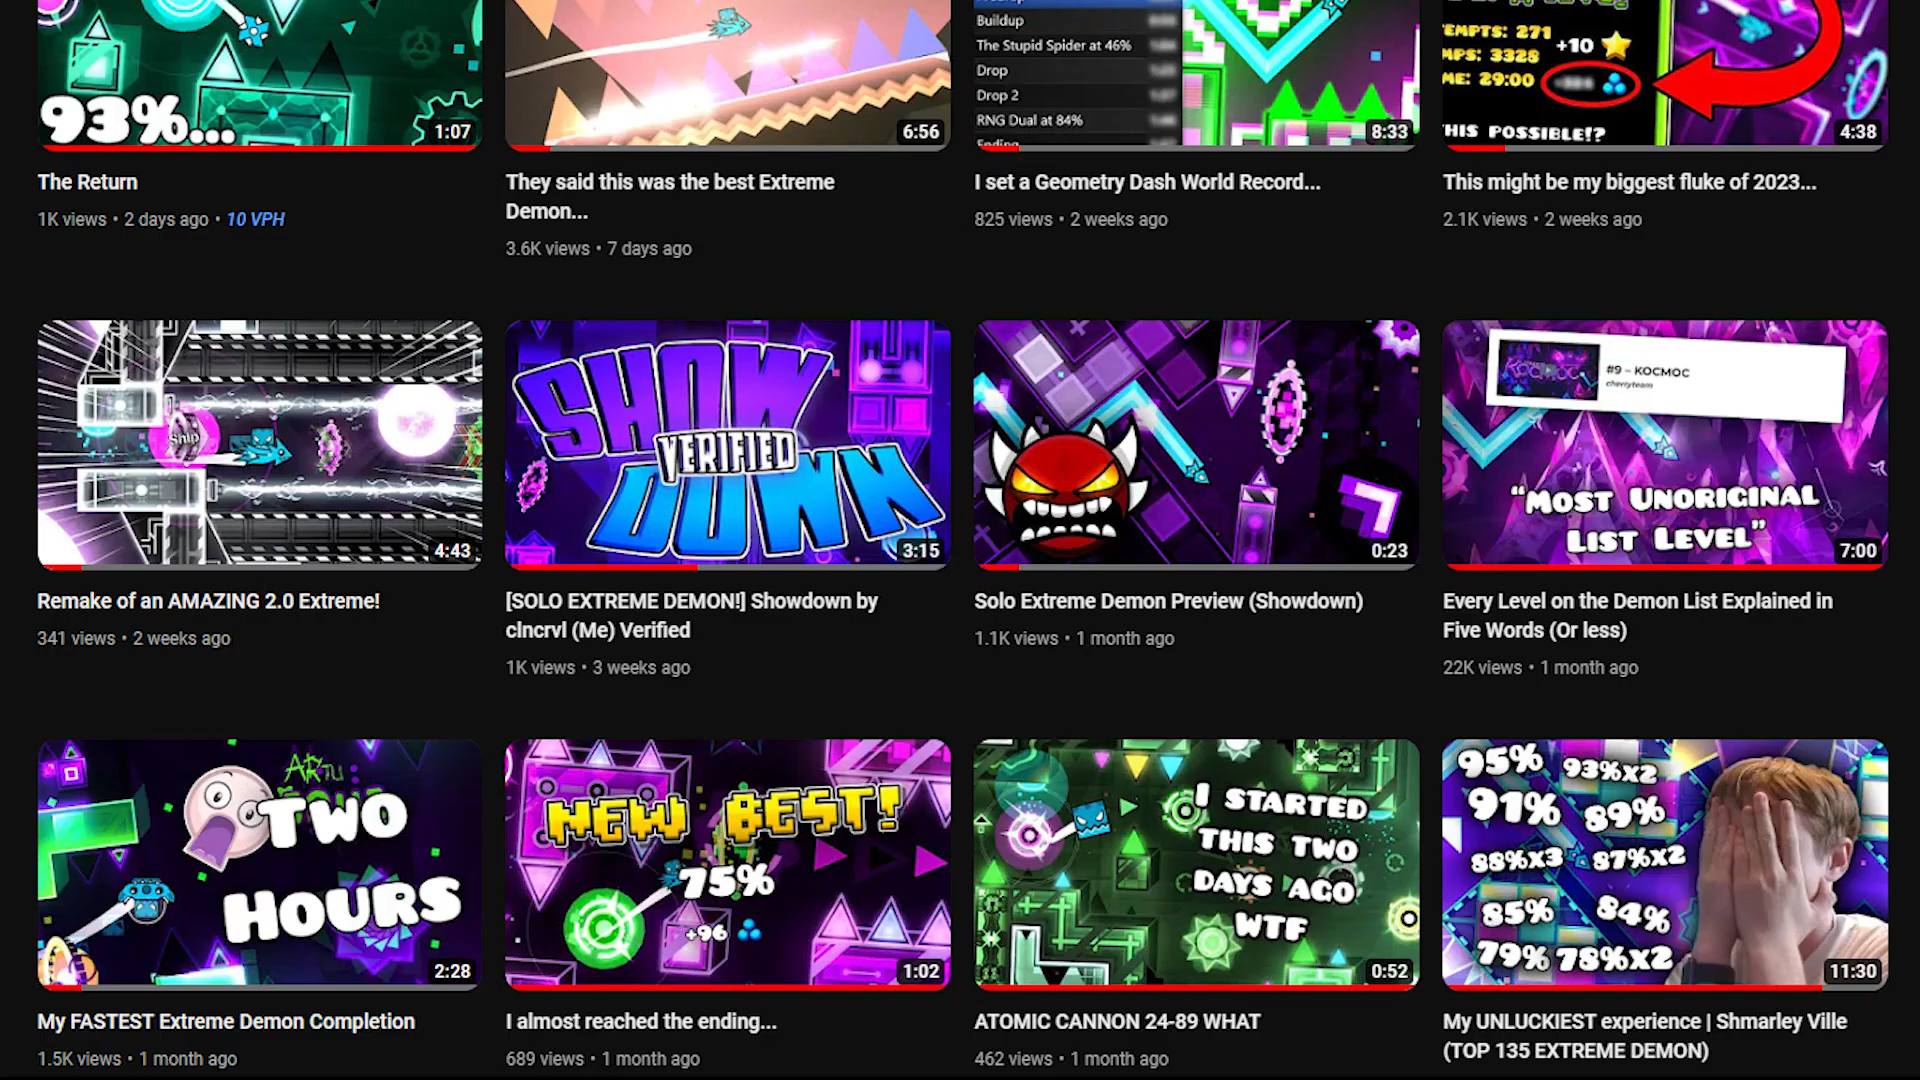 93%...
1:07
6:56
Buildup
The Stupid Spider at 46%
Drop
Drop 2
RNG Dual at 84%
Ending
8:33
EMPTS: 271
MPS: 3328
ME: 29:00
+10
HIS POSSIBLE!?
4:38
The Return
1K views • 2 days ago • 10 VPH
They said this was the best Extreme
Demon...
3.6K views • 7 days ago
I set a Geometry Dash World Record...
825 views • 2 weeks ago
This might be my biggest fluke of 2023...
2.1K views • 2 weeks ago
Ship
4:43
SHOW
VERIFIED
DOWN
3:15
0:23
#9 – КОСМОС
cherryteam
"MOST UNORIGINAL
LIST LEVEL"
7:00
Remake of an AMAZING 2.0 Extreme!
341 views • 2 weeks ago
[SOLO EXTREME DEMON!] Showdown by
clncrvl (Me) Verified
1K views • 3 weeks ago
Solo Extreme Demon Preview (Showdown)
1.1K views • 1 month ago
Every Level on the Demon List Explained in
Five Words (Or less)
22K views • 1 month ago
TWO
HOURS
2:28
NEW BEST!
75%
+96
1:02
I STARTED
THIS TWO
DAYS AGO
WTF
0:52
95% 93%x2
91% 89%
88%x3 87%x2
85% 84%
79% 78%x2
11:30
My FASTEST Extreme Demon Completion
1.5K views • 1 month ago
I almost reached the ending...
689 views • 1 month ago
ATOMIC CANNON 24-89 WHAT
462 views • 1 month ago
My UNLUCKIEST experience | Shmarley Ville
(TOP 135 EXTREME DEMON)